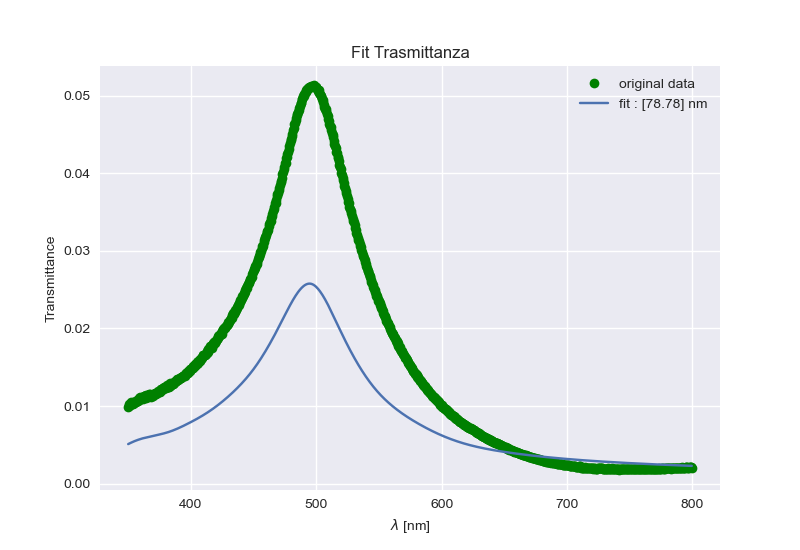 Fit Trasmittanza
original data
fit : [78.78] nm
Transmittance
0.05
0.04
0.03
0.02
0.01
0.00
400 500 600 700 800
λ [nm]